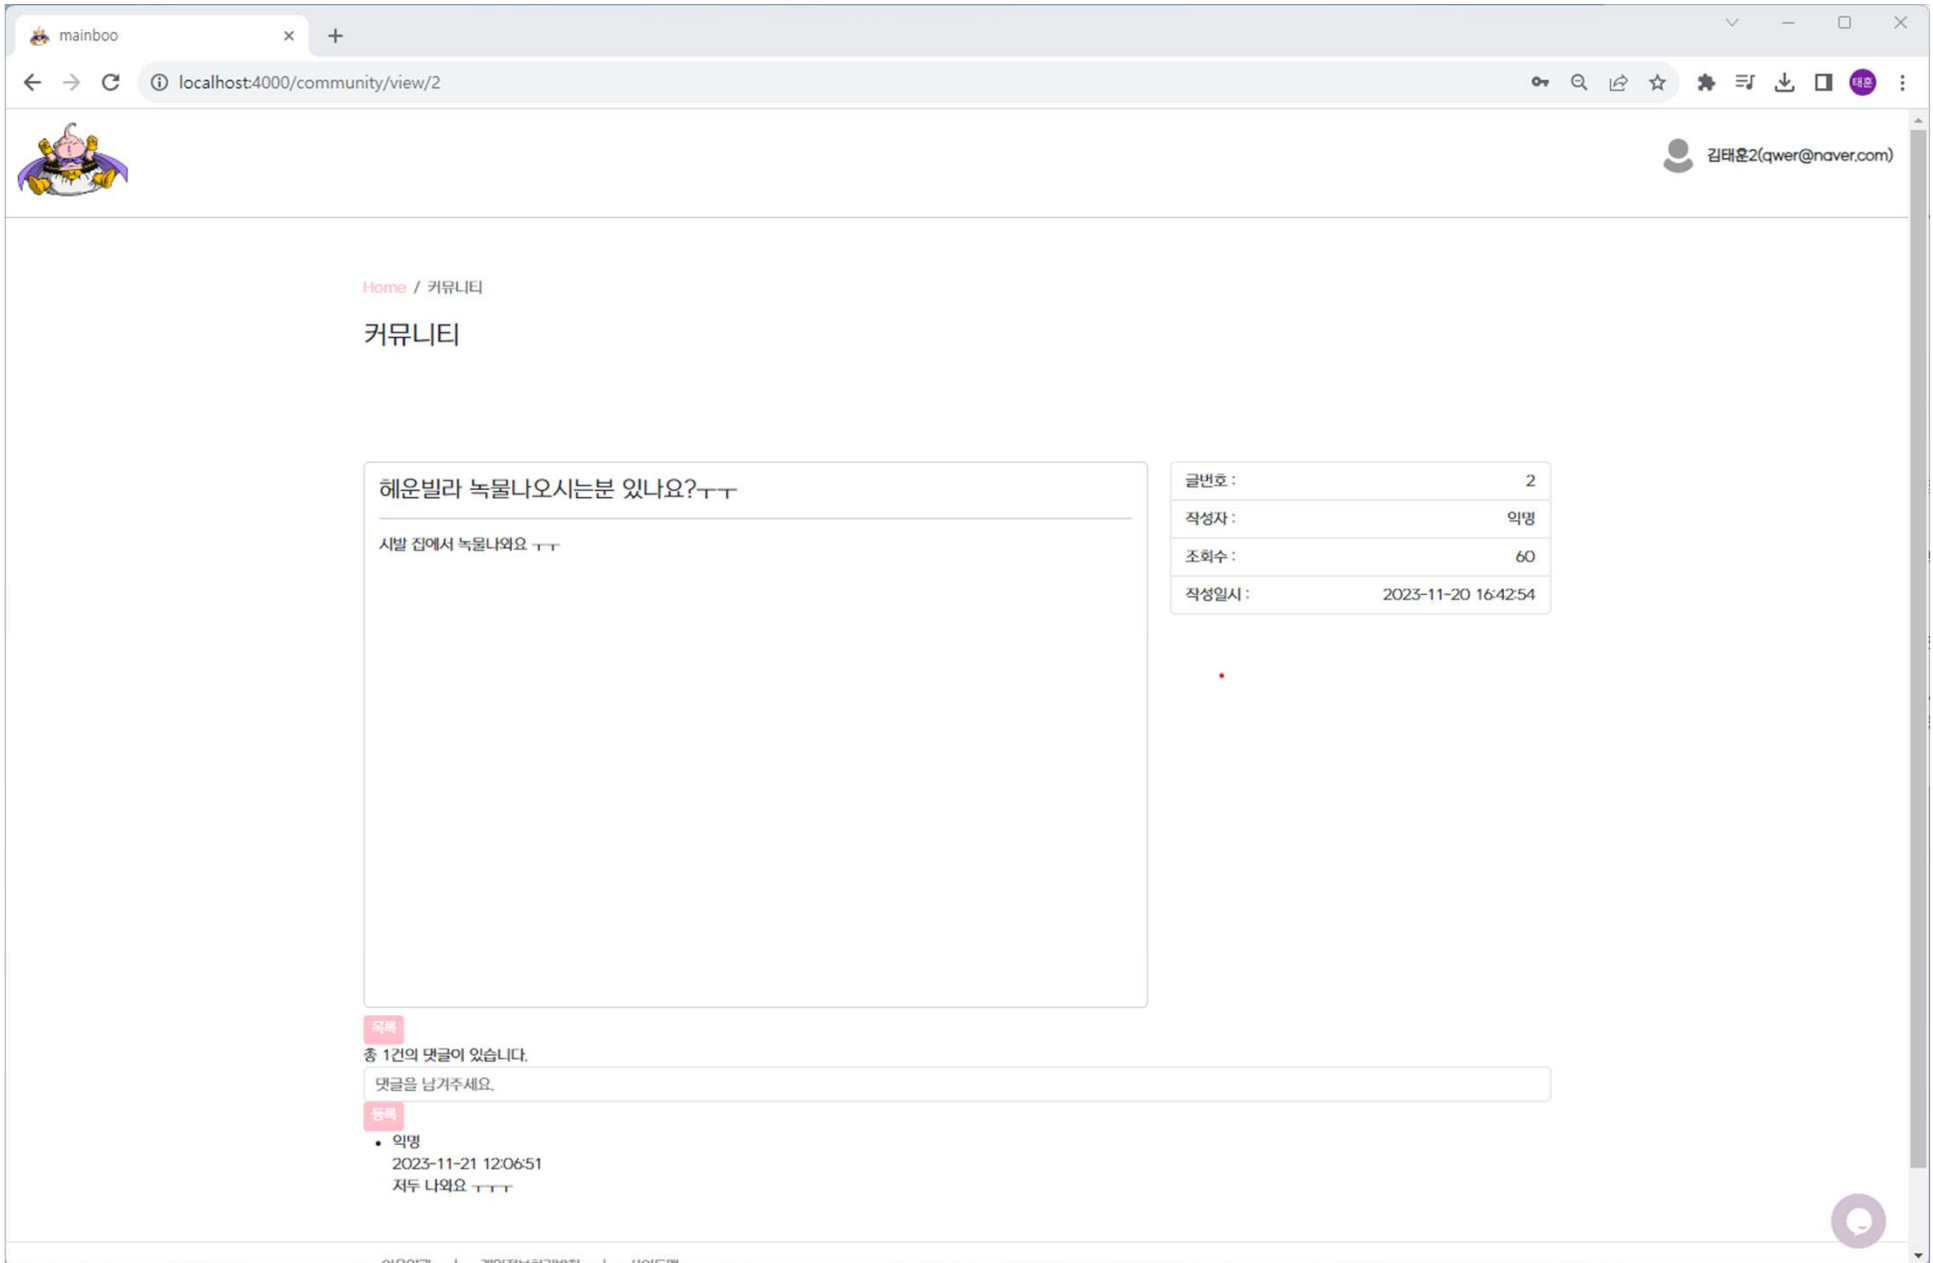 mainboo
localhost:4000/community/view/2
태훈
김태훈2(qwer@naver.com)
Home / 커뮤니티
커뮤니티
헤운빌라 녹물나오시는분 있나요?ㅜㅜ
시발 집에서 녹물나와요 ㅜㅜ
글번호 : 2
작성자 : 익명
조회수 : 60
작성일시 : 2023-11-20 16:42:54
목록
총 1건의 댓글이 있습니다.
댓글을 남겨주세요.
등록
익명
2023-11-21 12:06:51
저두 나와요 ㅜㅜㅜ